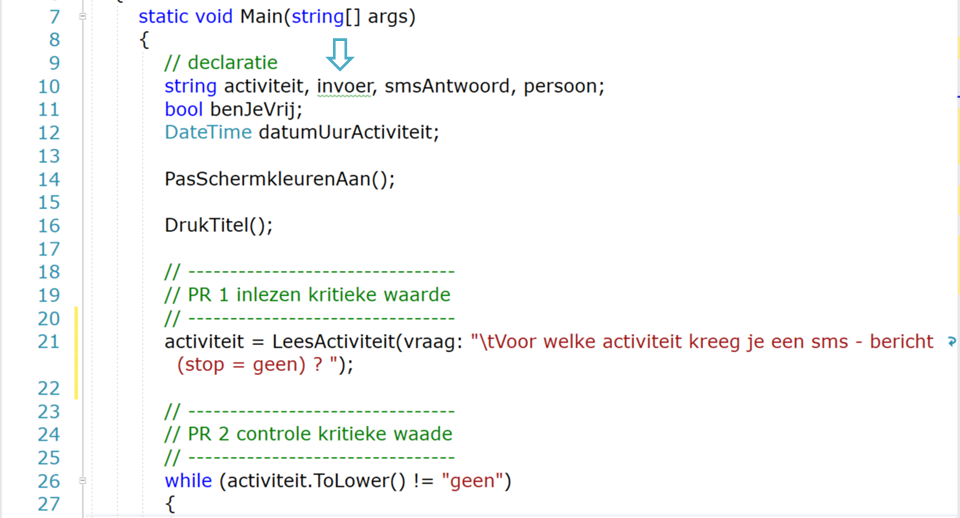 7 static void Main(string[] args)
8 {
9 // declaratie
10 string activiteit, invoer, smsAntwoord, persoon;
11 bool benJeVrij;
12 DateTime datumUurActiviteit;
13
14 PasSchermkleurenAan();
15
16 DrukTitel();
17
18 // --------------------------------
19 // PR 1 inlezen kritieke waarde
20 // --------------------------------
21 activiteit = LeesActiviteit(vraag: "\tVoor welke activiteit kreeg je een sms - bericht
(stop = geen) ? ");
22
23 // --------------------------------
24 // PR 2 controle kritieke waade
25 // --------------------------------
26 while (activiteit.ToLower() != "geen")
27 {